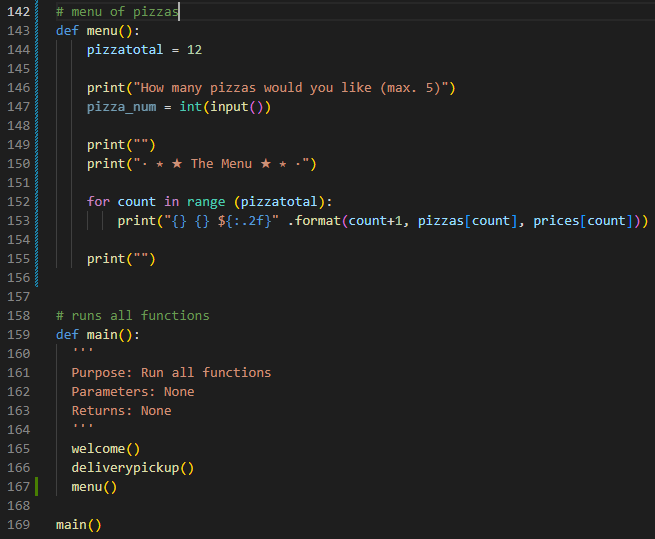 142 # menu of pizzas
143 def menu():
144     pizzatotal = 12
145
146     print("How many pizzas would you like (max. 5)")
147     pizza_num = int(input())
148
149     print("")
150     print("· ⋆ ★ The Menu ★ ⋆ ·")
151
152     for count in range (pizzatotal):
153         print("{} {} ${:.2f}" .format(count+1, pizzas[count], prices[count]))
154
155     print("")
156
157
158 # runs all functions
159 def main():
160   '''
161   Purpose: Run all functions
162   Parameters: None
163   Returns: None
164   '''
165   welcome()
166   deliverypickup()
167   menu()
168
169 main()